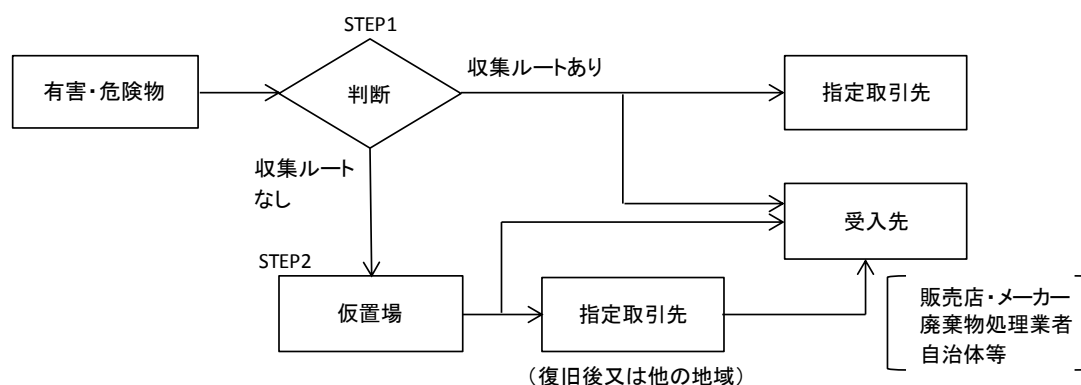 STEP1
有害・危険物
判断
収集ルートあり
指定取引先
収集ルート
なし
受入先
STEP2
仮置場
指定取引先
販売店・メーカー
廃棄物処理業者
自治体等
（復旧後又は他の地域）